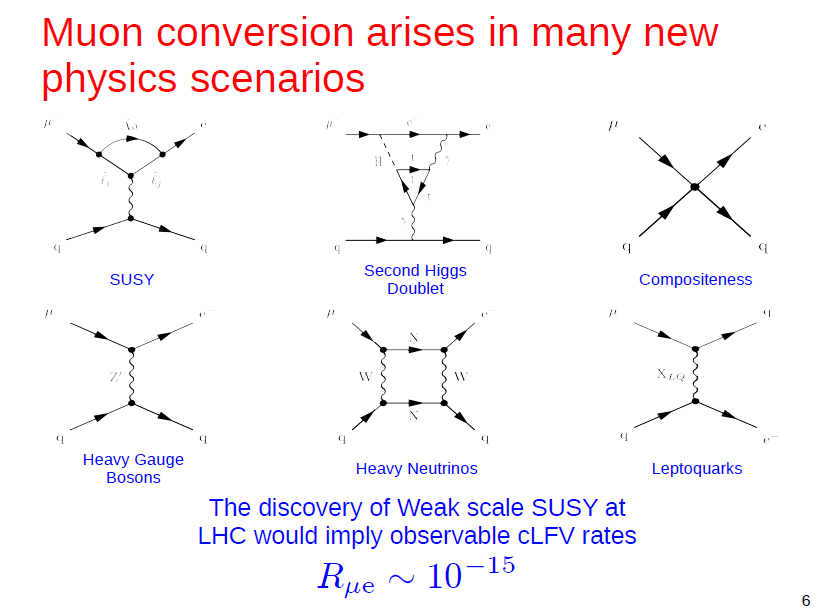 Muon conversion arises in many new
physics scenarios
μ⁻ e⁻
q q
SUSY
μ⁻ e⁻ e⁻
H t γ
t t
γ
q q
Second Higgs
Doublet
μ e
q q
Compositeness
μ e⁻
Z′
q q
Heavy Gauge
Bosons
μ N e⁻
W W
q N q
Heavy Neutrinos
μ q
X_LQ
q e⁻
Leptoquarks
The discovery of Weak scale SUSY at
LHC would imply observable cLFV rates
R_μe ∼ 10⁻¹⁵
6